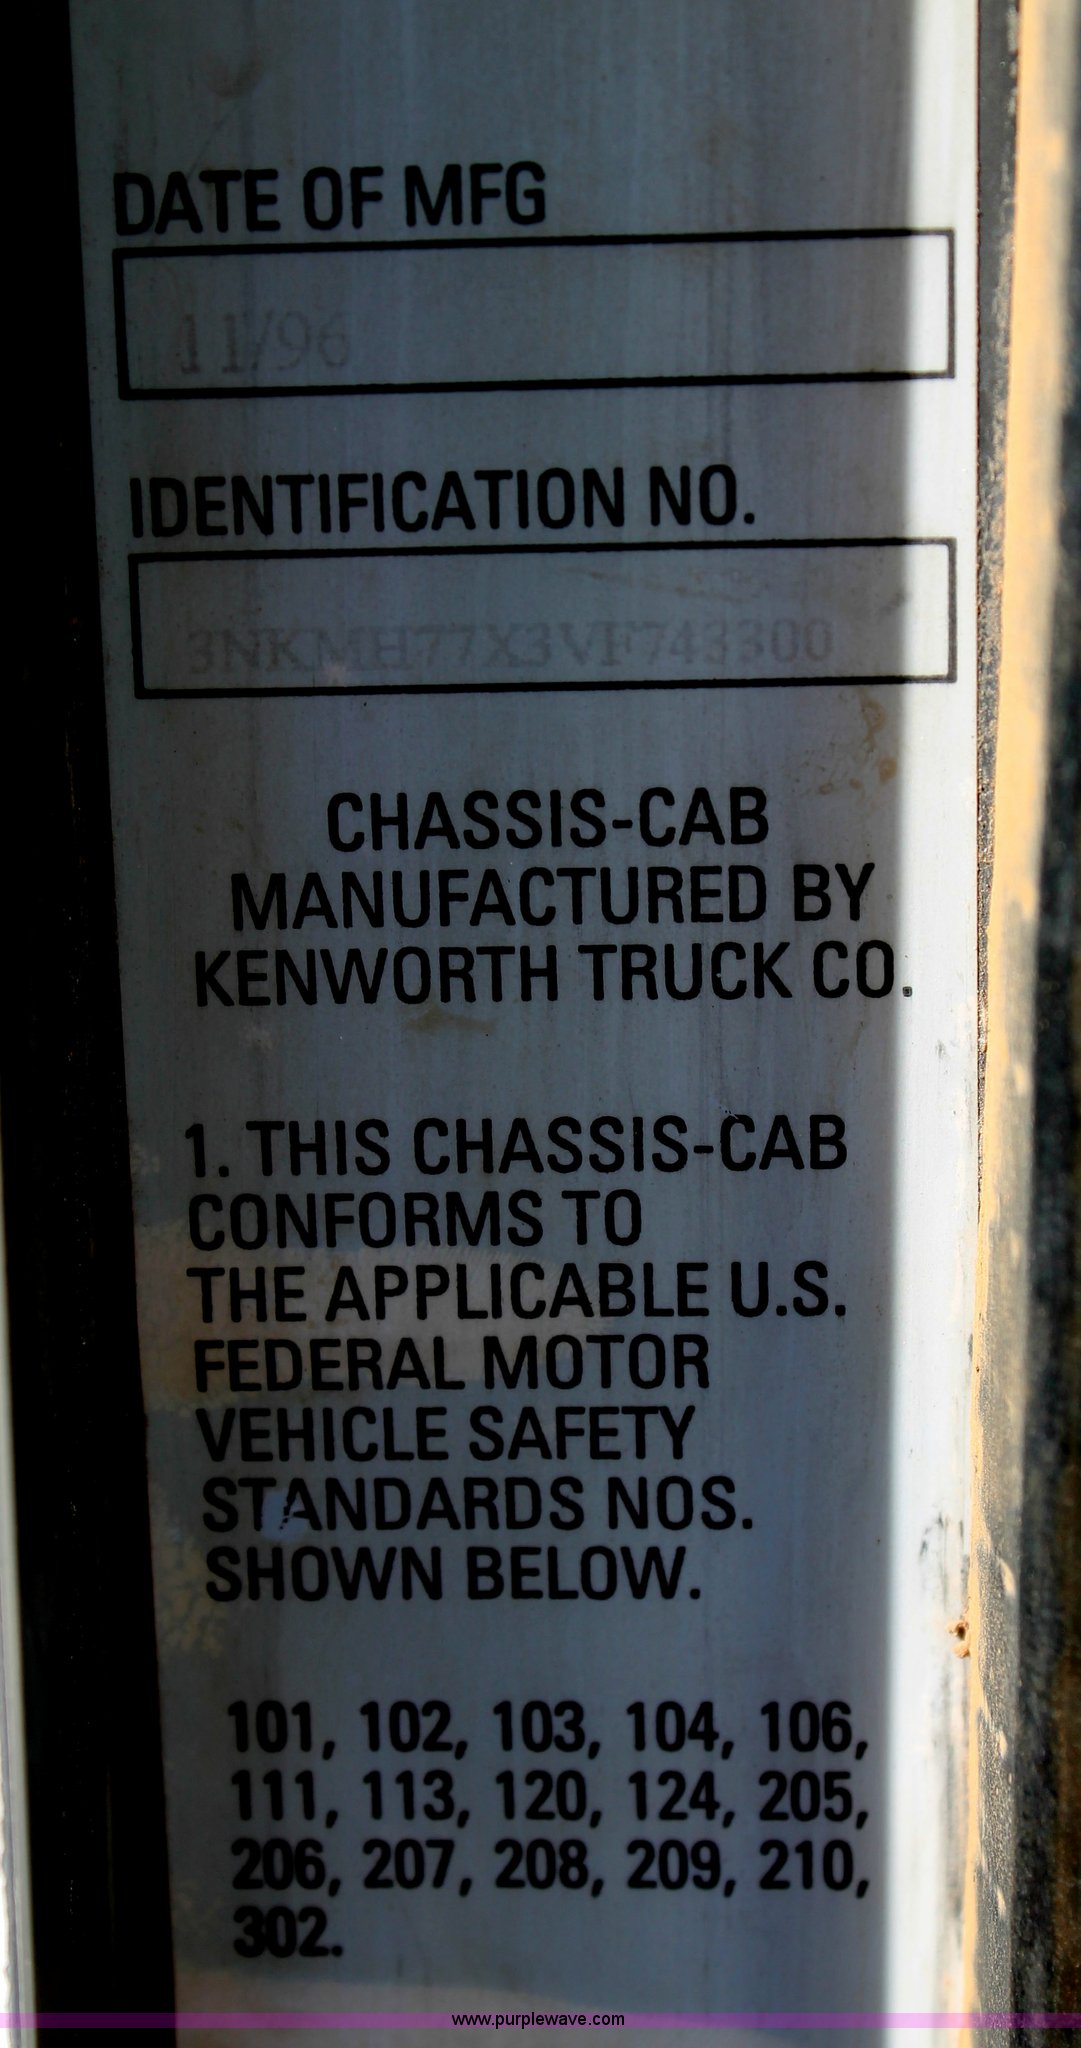 DATE OF MFG
11/96
IDENTIFICATION NO.
3NKMH77X3VF743300
CHASSIS-CAB
MANUFACTURED BY
KENWORTH TRUCK CO.
1. THIS CHASSIS-CAB
CONFORMS TO
THE APPLICABLE U.S.
FEDERAL MOTOR
VEHICLE SAFETY
STANDARDS NOS.
SHOWN BELOW.
101, 102, 103, 104, 106,
111, 113, 120, 124, 205,
206, 207, 208, 209, 210,
302.
www.purplewave.com